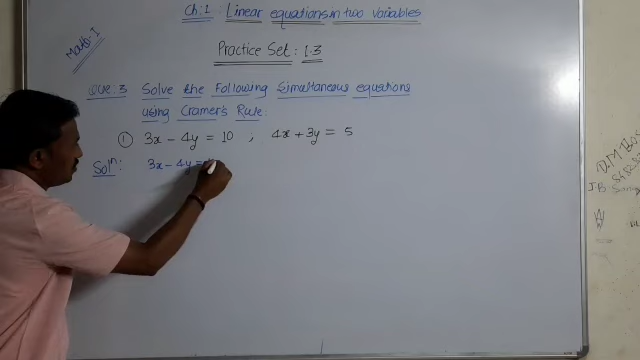 Ch:1 Linear equations in two variables
Maths-I
Practice Set: 1.3
Que:3 Solve the following Simultaneous equations
using Cramer's Rule:
① 3x - 4y = 10 ; 4x + 3y = 5
Solⁿ: 3x - 4y =